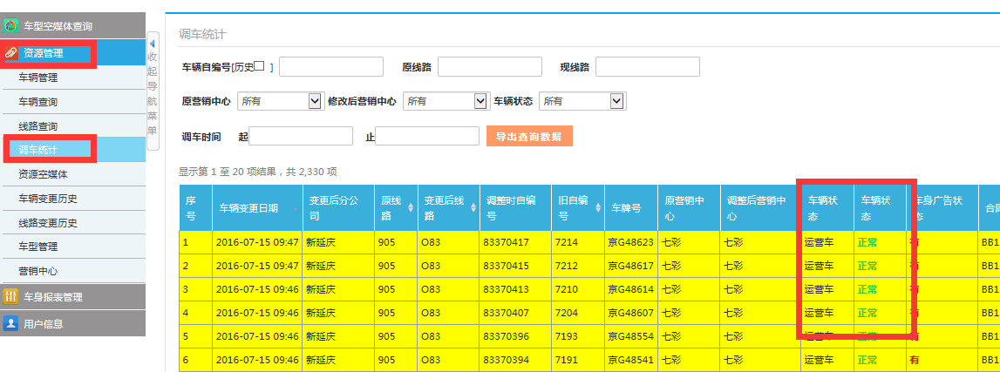 车型空媒体查询
资源管理
车辆管理
车辆查询
线路查询
调车统计
资源空媒体
车辆变更历史
线路变更历史
车型管理
营销中心
车身报表管理
用户信息
收起导航菜单
调车统计
车辆自编号[历史 ] 原线路 现线路
原营销中心 所有 修改后营销中心 所有 车辆状态 所有
调车时间 起 止 导出查询数据
显示第 1 至 20 项结果，共 2,330 项
序号 车辆变更日期 变更后分公司 原线路 变更后线路 调整时自编号 旧自编号 车牌号 原营销中心 调整后营销中心 车辆状态 车辆状态 车身广告状态 合同
1 2016-07-15 09:47 新延庆 905 O83 83370417 7214 京G48623 七彩 七彩 运营车 正常 有 BB1
2 2016-07-15 09:47 新延庆 905 O83 83370415 7212 京G48617 七彩 七彩 运营车 正常 有 BB1
3 2016-07-15 09:46 新延庆 905 O83 83370413 7210 京G48614 七彩 七彩 运营车 正常 有 BB1
4 2016-07-15 09:46 新延庆 905 O83 83370407 7204 京G48607 七彩 七彩 运营车 正常 有 BB1
5 2016-07-15 09:46 新延庆 905 O83 83370396 7193 京G48554 七彩 七彩 运营车 正常 有 BB1
6 2016-07-15 09:46 新延庆 905 O83 83370394 7191 京G48541 七彩 七彩 运营车 正常 有 BB1